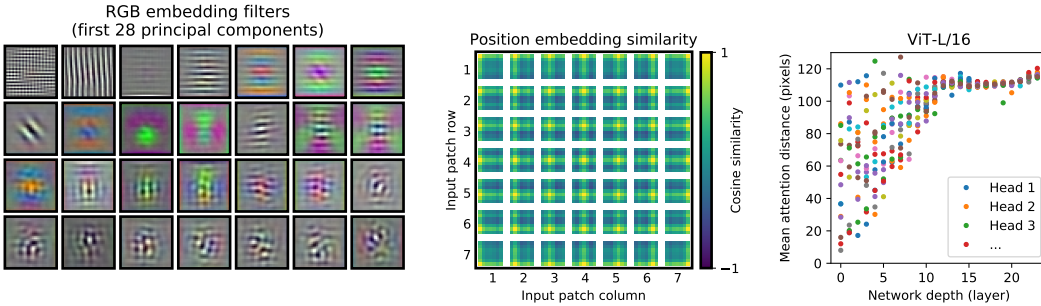 RGB embedding filters
(first 28 principal components)
Position embedding similarity
1
2
3
4
5
6
7
Input patch row
1 2 3 4 5 6 7
Input patch column
1
−1
Cosine similarity
ViT-L/16
120
100
80
60
40
20
0
Mean attention distance (pixels)
Head 1
Head 2
Head 3
...
0 5 10 15 20
Network depth (layer)